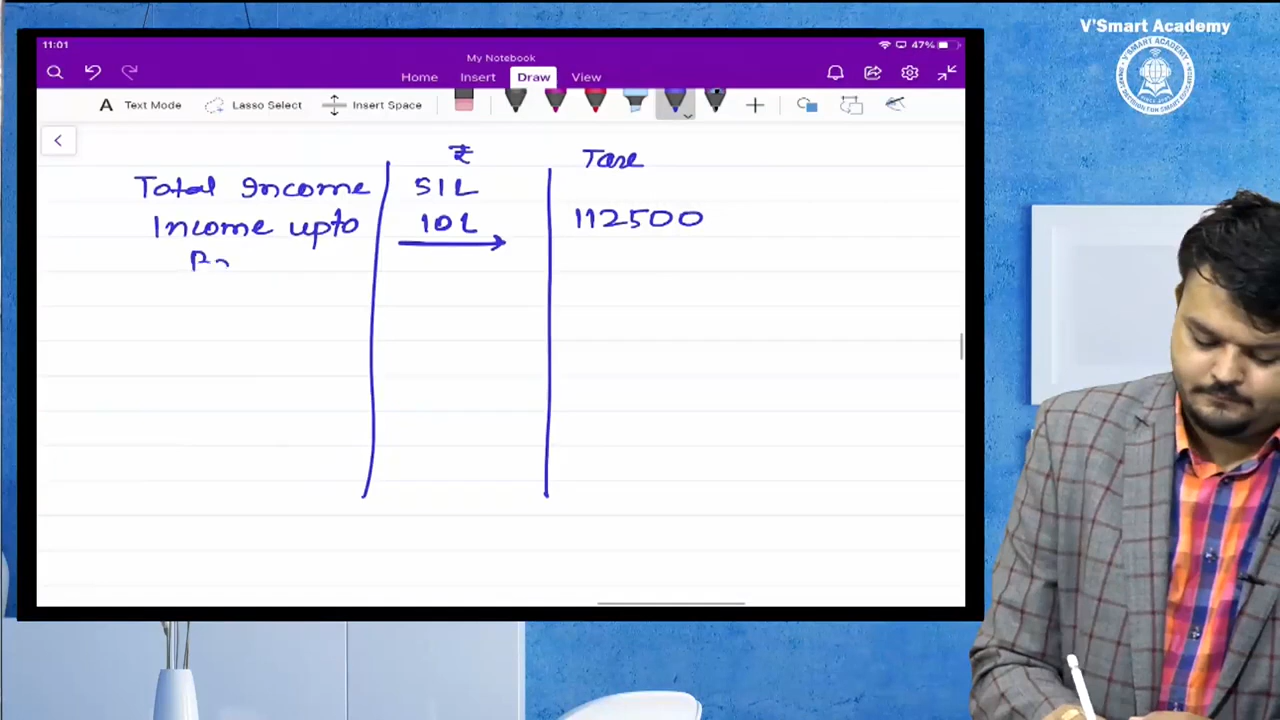 V'Smart Academy
11:01
47%
My Notebook
Home Insert Draw View
A Text Mode Lasso Select Insert Space
₹ Tax
Total Income 51L
Income upto 10L 112500